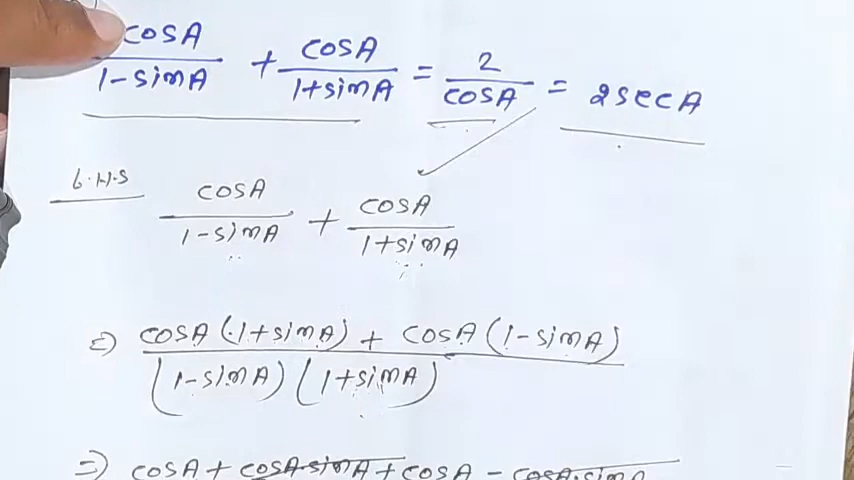 cosA/(1-sinA) + cosA/(1+sinA) = 2/cosA = 2secA
L.H.S cosA/(1-sinA) + cosA/(1+sinA)
⇒ (cosA(1+sinA) + cosA(1-sinA))/((1-sinA)(1+sinA))
⇒ cosA + cosA·sinA + cosA - cosA·sinA